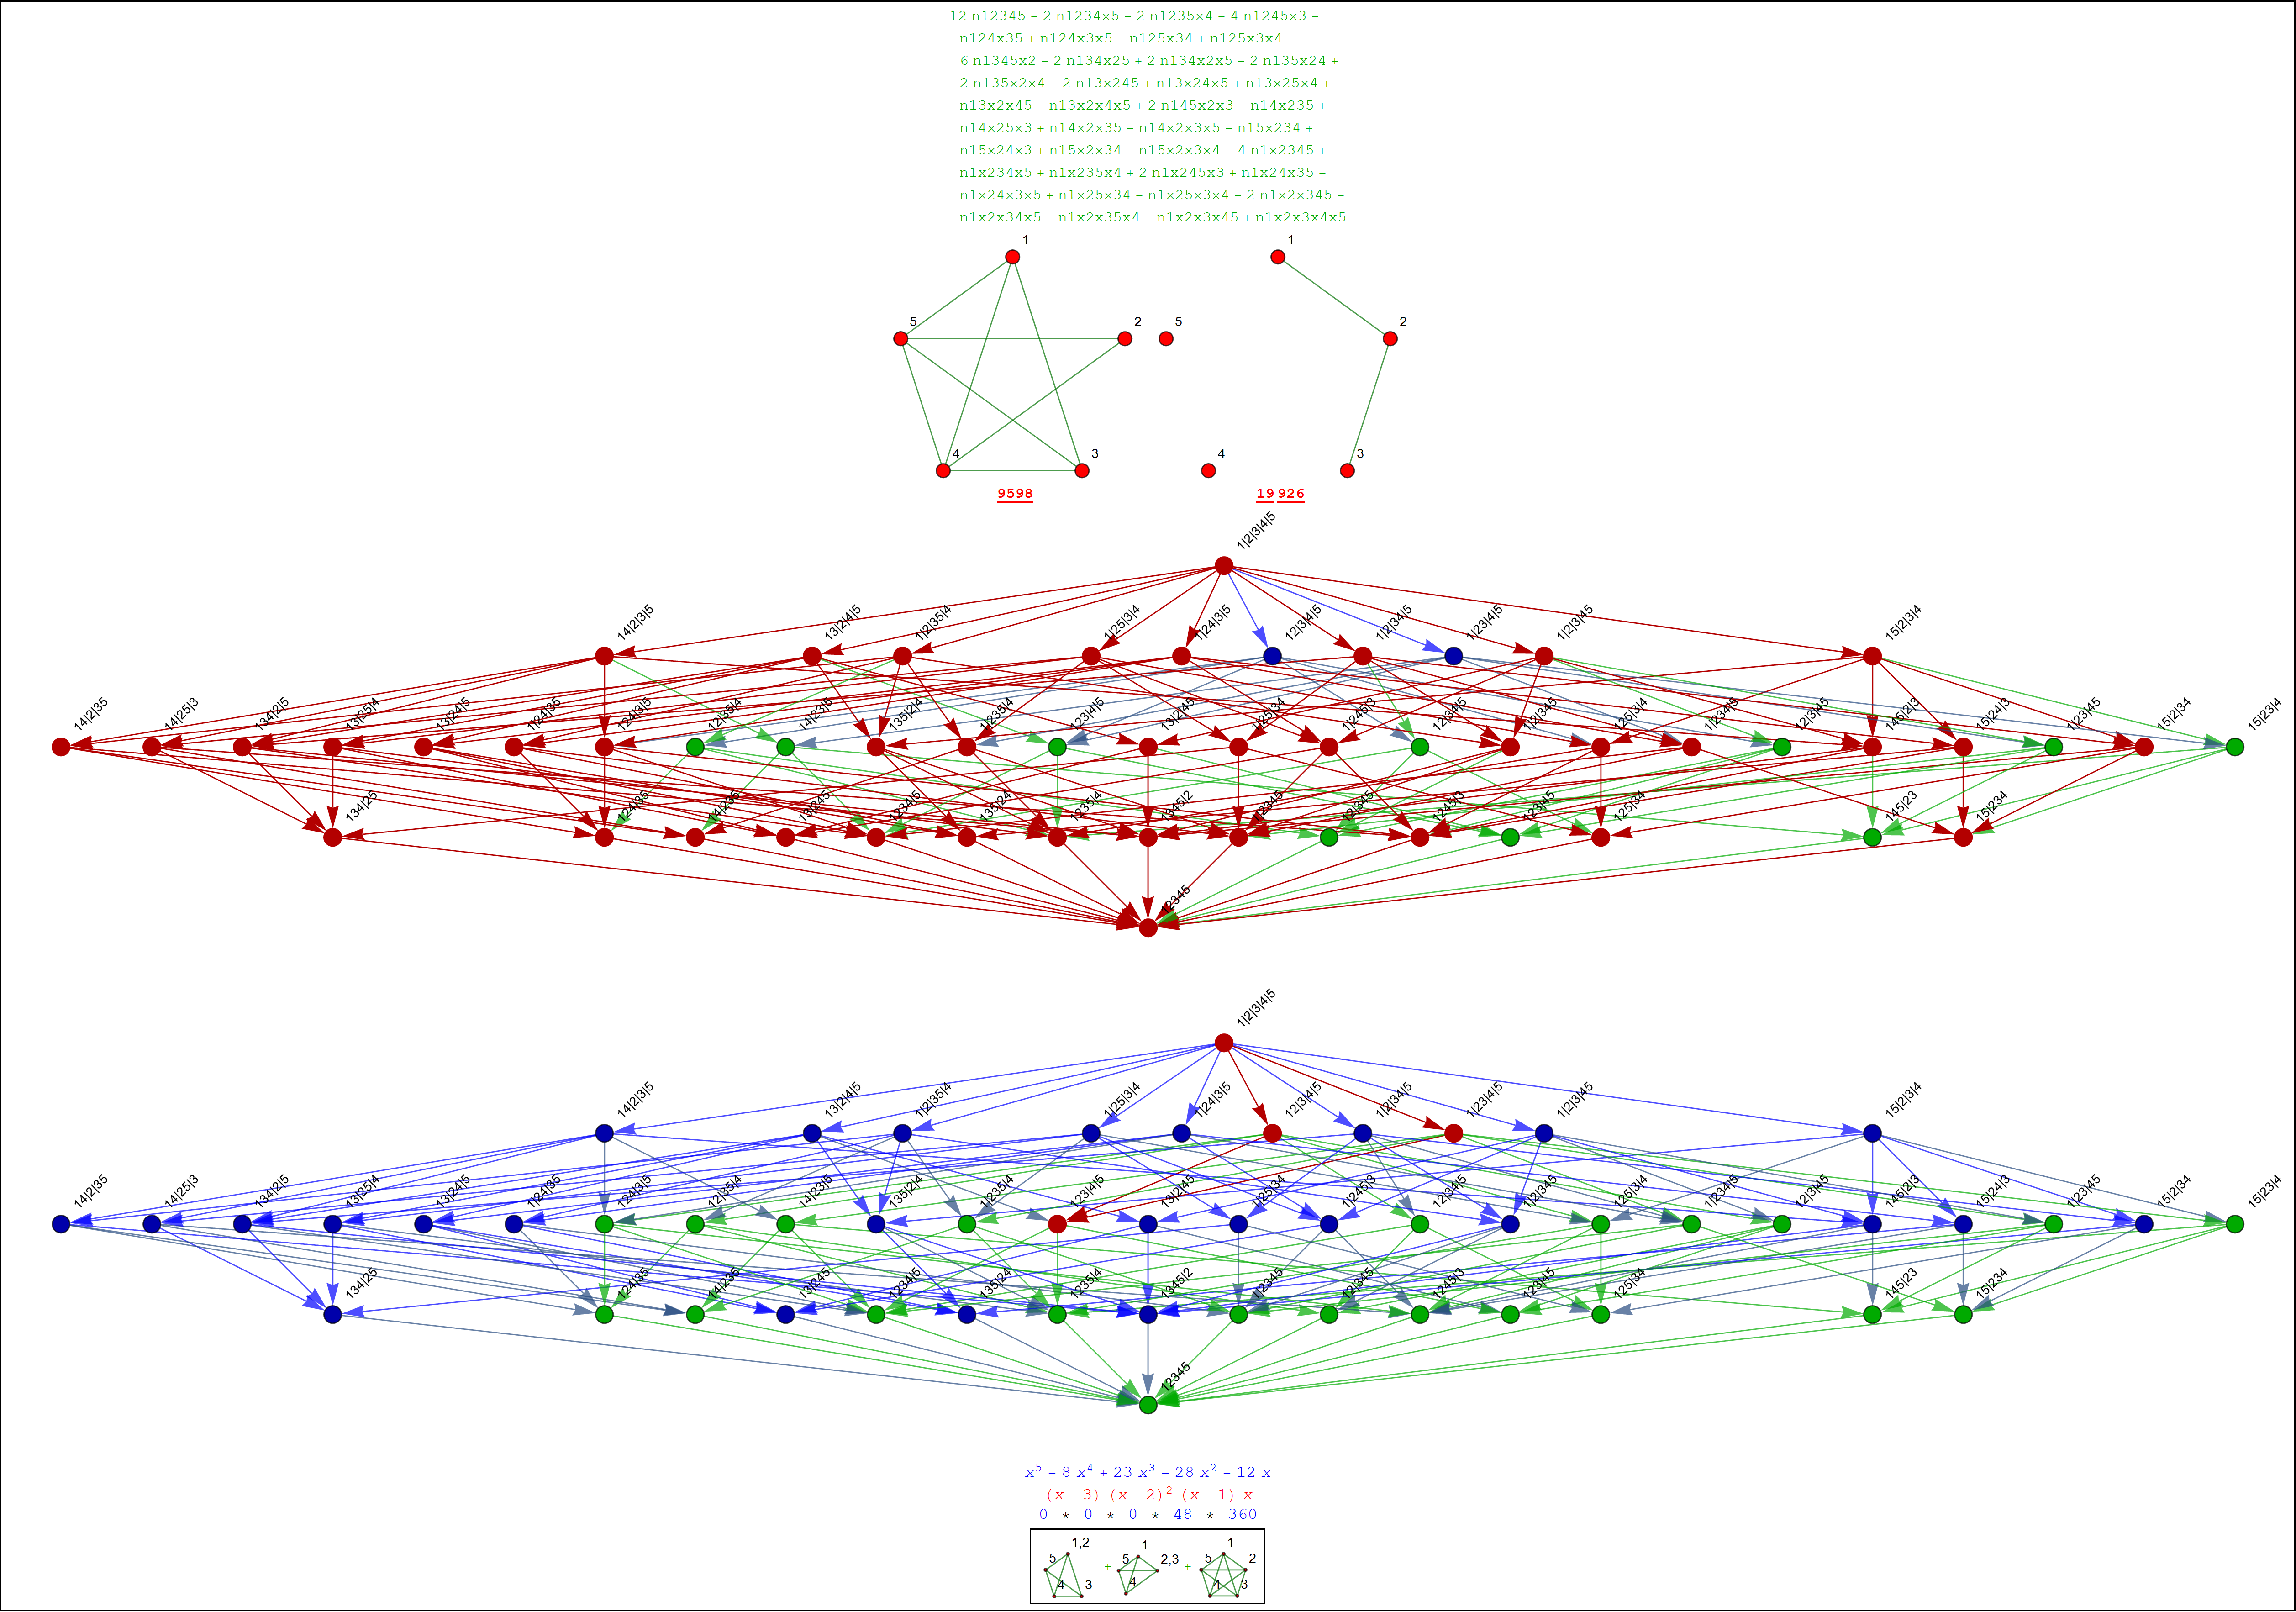 12 n12345 – 2 n1234x5 – 2 n1235x4 – 4 n1245x3 –
n124x35 + n124x3x5 – n125x34 + n125x3x4 –
6 n1345x2 – 2 n134x25 + 2 n134x2x5 – 2 n135x24 +
2 n135x2x4 – 2 n13x245 + n13x24x5 + n13x25x4 +
n13x2x45 – n13x2x4x5 + 2 n145x2x3 – n14x235 +
n14x25x3 + n14x2x35 – n14x2x3x5 – n15x234 +
n15x24x3 + n15x2x34 – n15x2x3x4 – 4 n1x2345 +
n1x234x5 + n1x235x4 + 2 n1x245x3 + n1x24x35 –
n1x24x3x5 + n1x25x34 – n1x25x3x4 + 2 n1x2x345 –
n1x2x34x5 – n1x2x35x4 – n1x2x3x45 + n1x2x3x4x5
1 1
5 2 5 2
4 3 4 3
9598 19 926
1|2|3|4|5
14|2|3|5 13|2|4|5 1|2|35|4 1|25|3|4 1|24|3|5 12|3|4|5 1|2|34|5 1|23|4|5 1|2|3|45 15|2|3|4
14|2|35 14|25|3 134|2|5 13|25|4 13|24|5 1|24|35 124|3|5 12|35|4 14|23|5 135|2|4 1|235|4 123|4|5 13|2|45 1|25|34 1|245|3 12|34|5 1|2|345 125|3|4 1|234|5 12|3|45 145|2|3 15|24|3 1|23|45 15|2|34 15|23|4
134|25 124|35 14|235 13|245 1234|5 135|24 1235|4 1345|2 1|2345 12|345 1245|3 123|45 125|34 145|23 15|234
12345
1|2|3|4|5
14|2|3|5 13|2|4|5 1|2|35|4 1|25|3|4 1|24|3|5 12|3|4|5 1|2|34|5 1|23|4|5 1|2|3|45 15|2|3|4
14|2|35 14|25|3 134|2|5 13|25|4 13|24|5 1|24|35 124|3|5 12|35|4 14|23|5 135|2|4 1|235|4 123|4|5 13|2|45 1|25|34 1|245|3 12|34|5 1|2|345 125|3|4 1|234|5 12|3|45 145|2|3 15|24|3 1|23|45 15|2|34 15|23|4
134|25 124|35 14|235 13|245 1234|5 135|24 1235|4 1345|2 1|2345 12|345 1245|3 123|45 125|34 145|23 15|234
12345
x⁵ – 8 x⁴ + 23 x³ – 28 x² + 12 x
(x – 3) (x – 2)² (x – 1) x
0 * 0 * 0 * 48 * 360
1,2 1 1
5 5 2,3 5 2
+ +
4 3 4 4 3